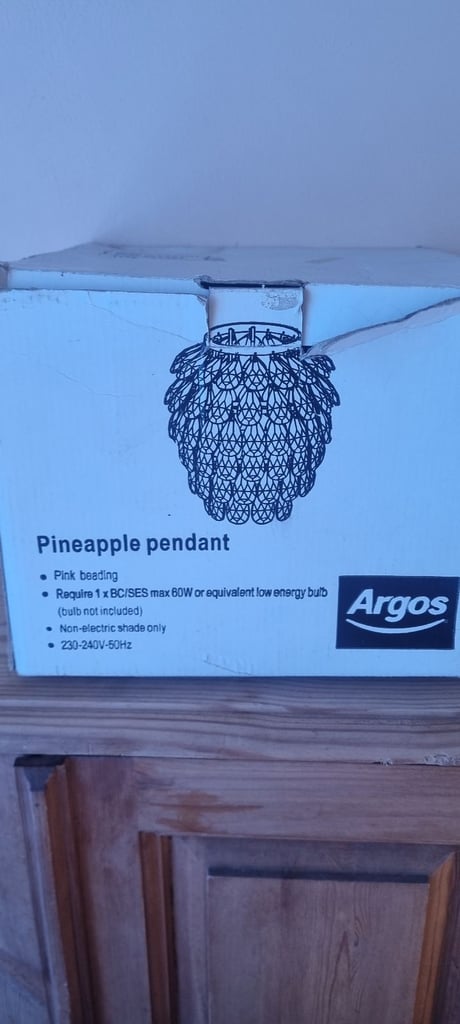 Pineapple pendant
• Pink beading
• Require 1 x BC/SES max 60W or equivalent low energy bulb
(bulb not included)
• Non-electric shade only
• 230-240V-50Hz
Argos